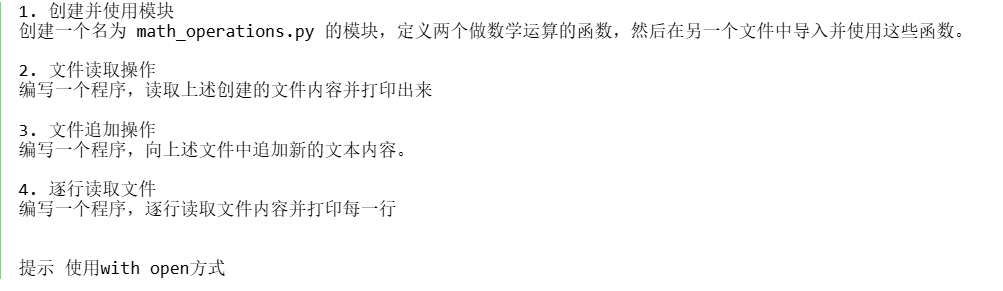 1. 创建并使用模块
创建一个名为 math_operations.py 的模块，定义两个做数学运算的函数，然后在另一个文件中导入并使用这些函数。
2. 文件读取操作
编写一个程序，读取上述创建的文件内容并打印出来
3. 文件追加操作
编写一个程序，向上述文件中追加新的文本内容。
4. 逐行读取文件
编写一个程序，逐行读取文件内容并打印每一行
提示 使用with open方式